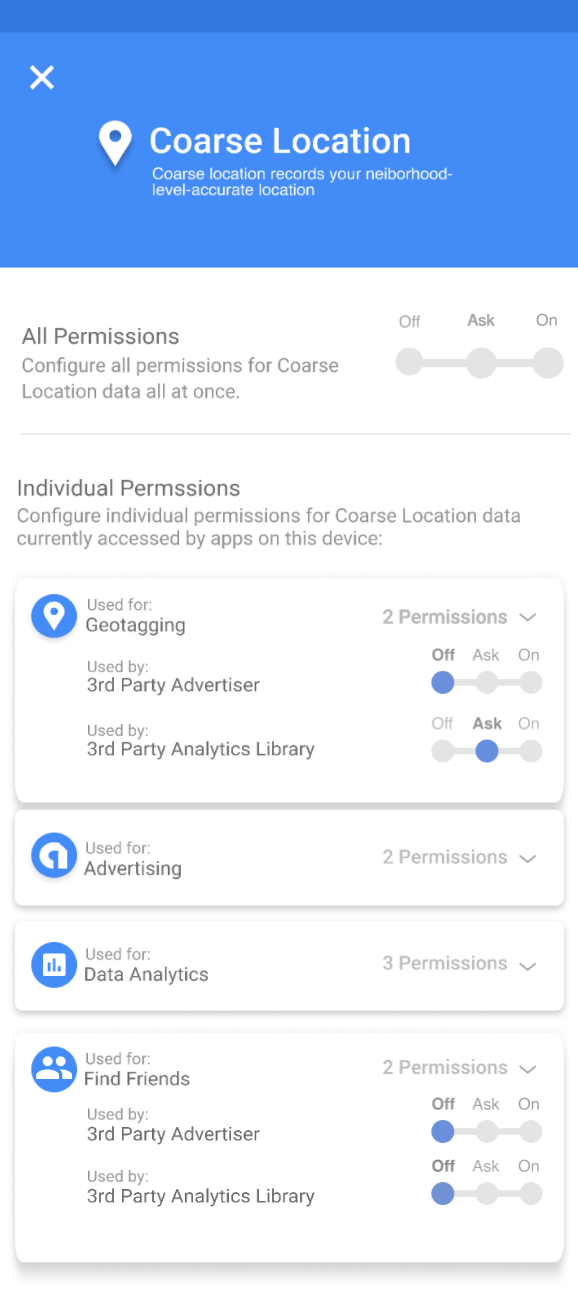 Coarse Location
Coarse location records your neiborhood-
level-accurate location
Off Ask On
All Permissions
Configure all permissions for Coarse
Location data all at once.
Individual Permssions
Configure individual permissions for Coarse Location data
currently accessed by apps on this device:
Used for:
Geotagging
2 Permissions
Off Ask On
Used by:
3rd Party Advertiser
Off Ask On
Used by:
3rd Party Analytics Library
Used for:
Advertising
2 Permissions
Used for:
Data Analytics
3 Permissions
Used for:
Find Friends
2 Permissions
Off Ask On
Used by:
3rd Party Advertiser
Off Ask On
Used by:
3rd Party Analytics Library